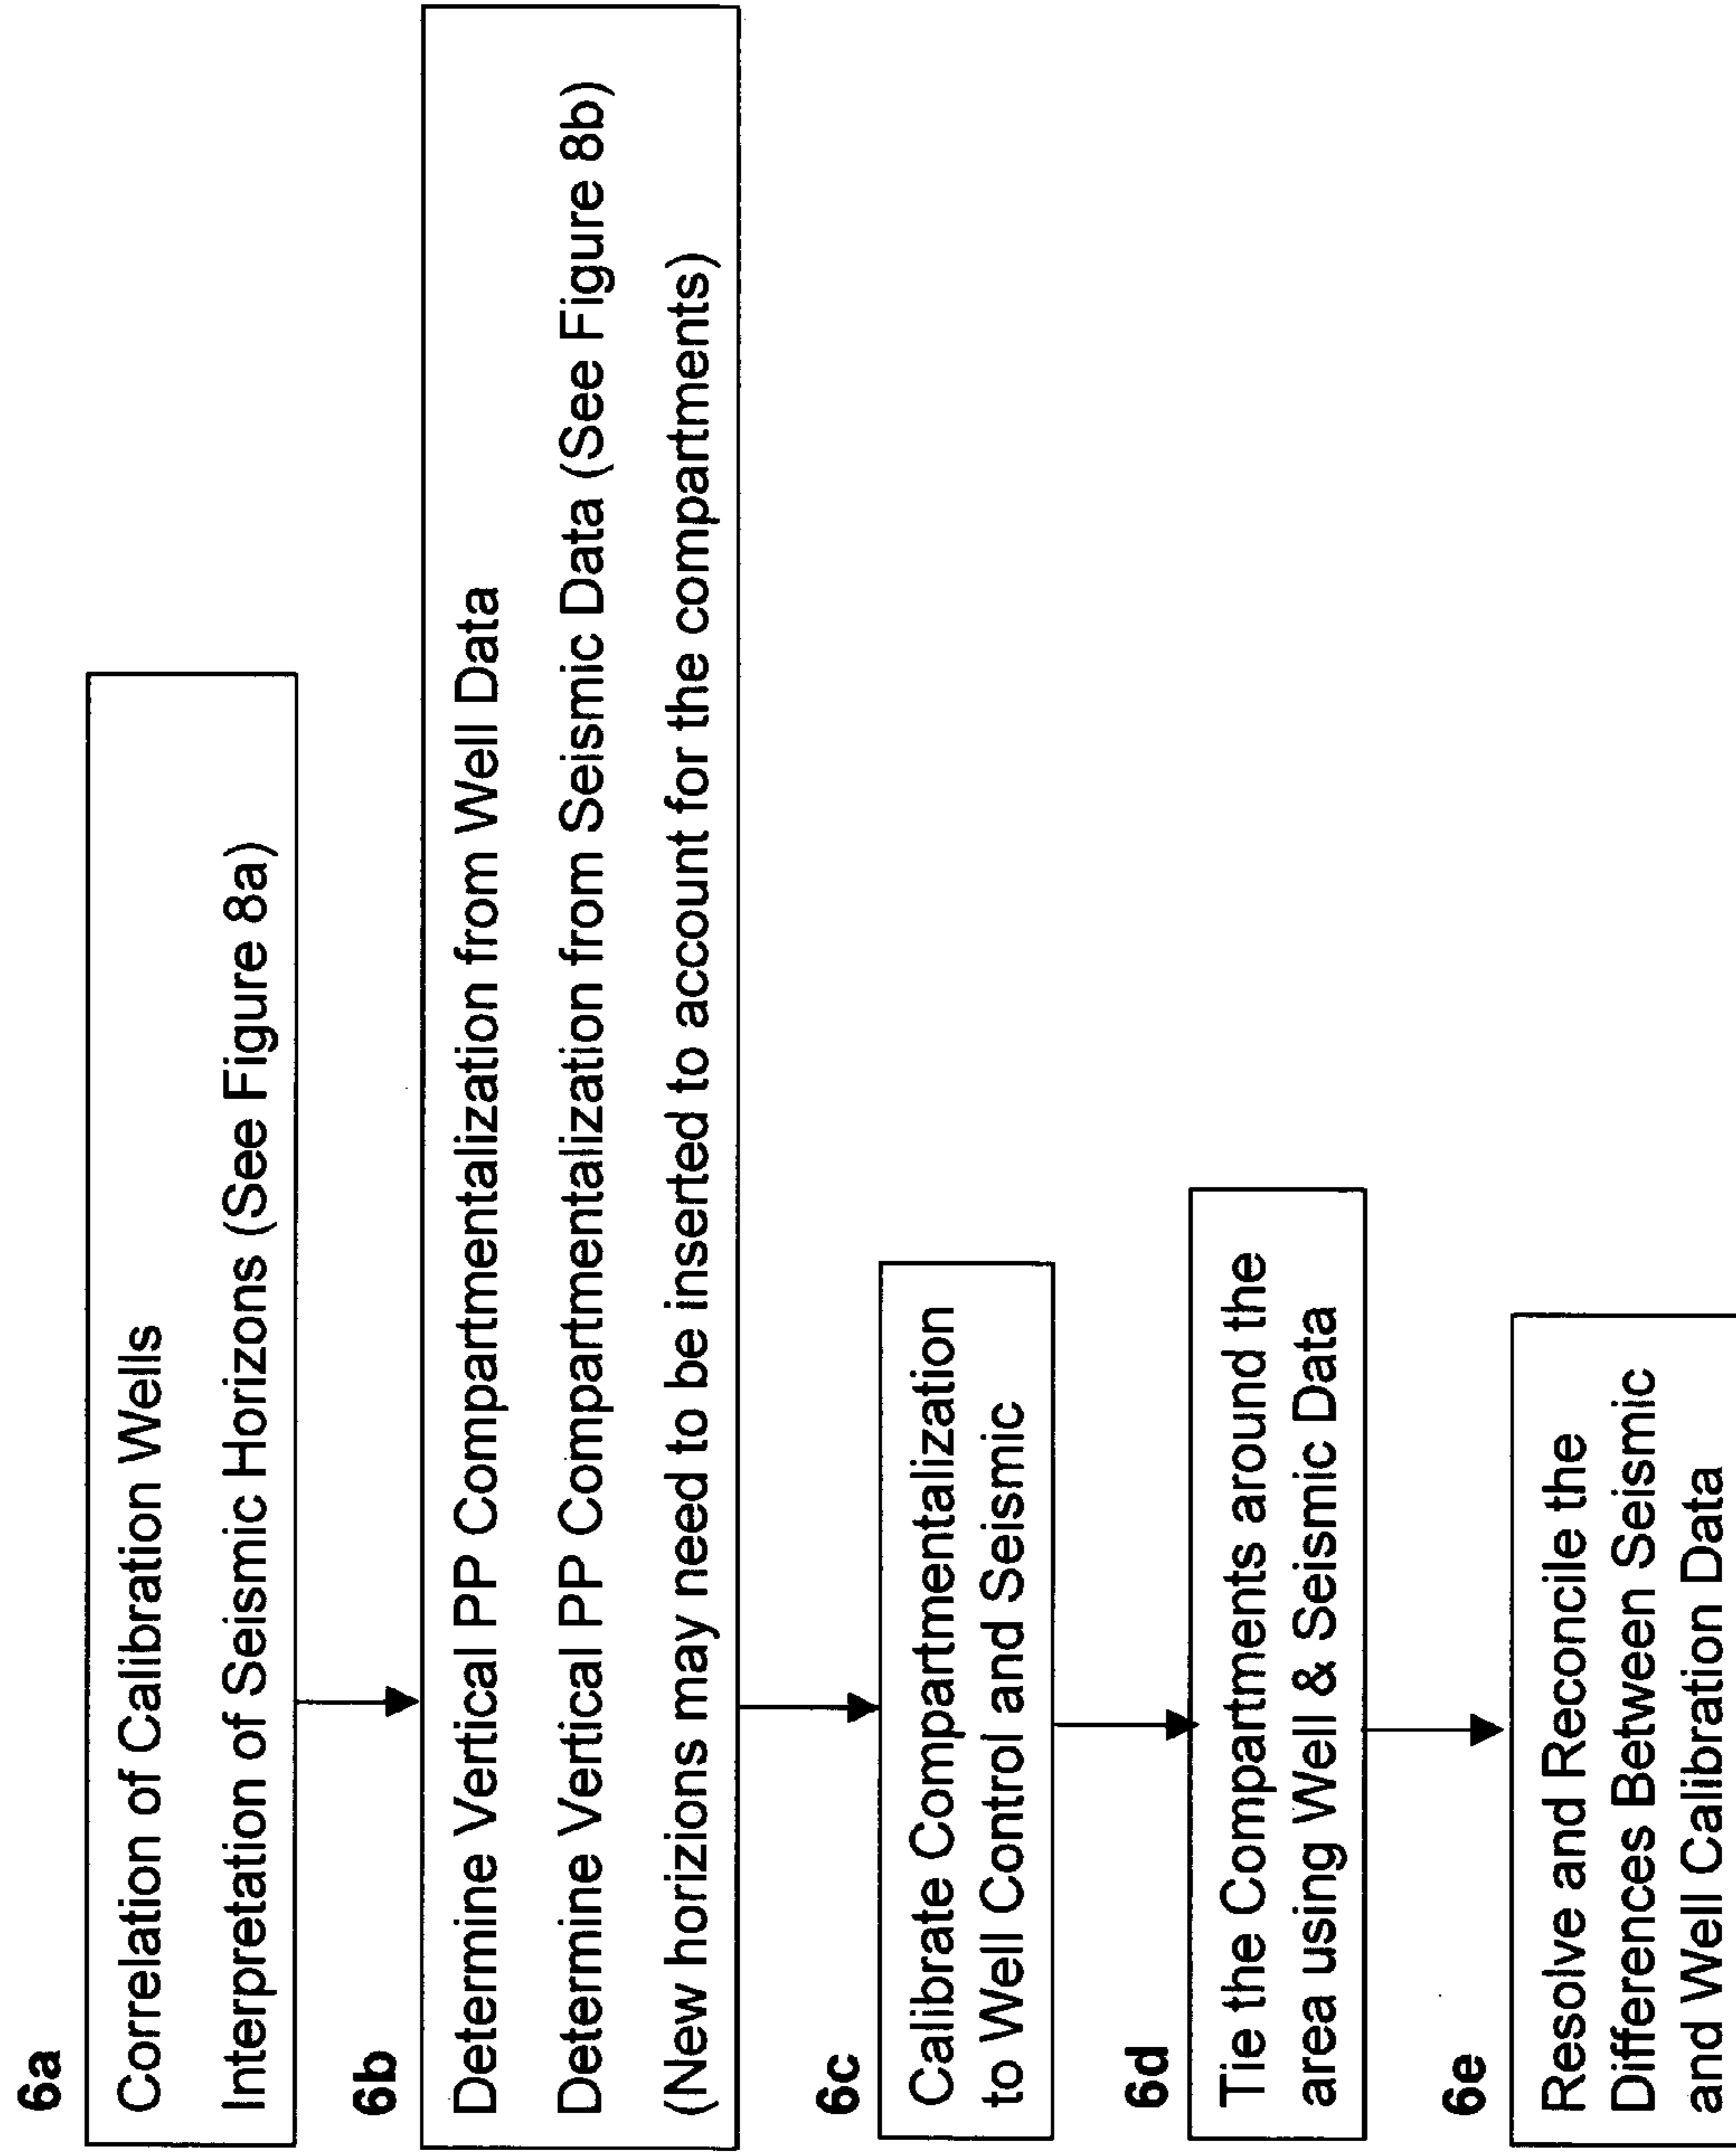 6a
Correlation of Calibration Wells
Interpretation of Seismic Horizons (See Figure 8a)
6b
Determine Vertical PP Compartmentalization from Well Data
Determine Vertical PP Compartmentalization from Seismic Data (See Figure 8b)
(New horizions may need to be inserted to account for the compartments)
6c
Calibrate Compartmentalization
to Well Control and Seismic
6d
Tie the Compartments around the
area using Well & Seismic Data
6e
Resolve and Reconcile the
Differences Between Seismic
and Well Calibration Data